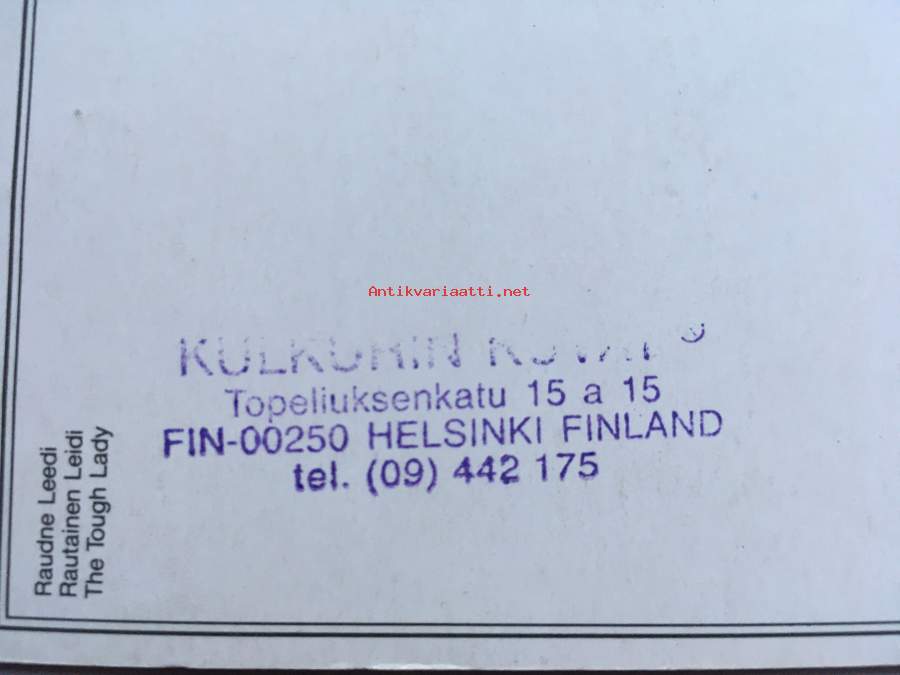 Antikvariaatti.net
KULKURIN
Topeliuksenkatu 15 a 15
FIN-00250 HELSINKI FINLAND
tel. (09) 442 175
Raudne Leedi
Rautainen Leidi
The Tough Lady